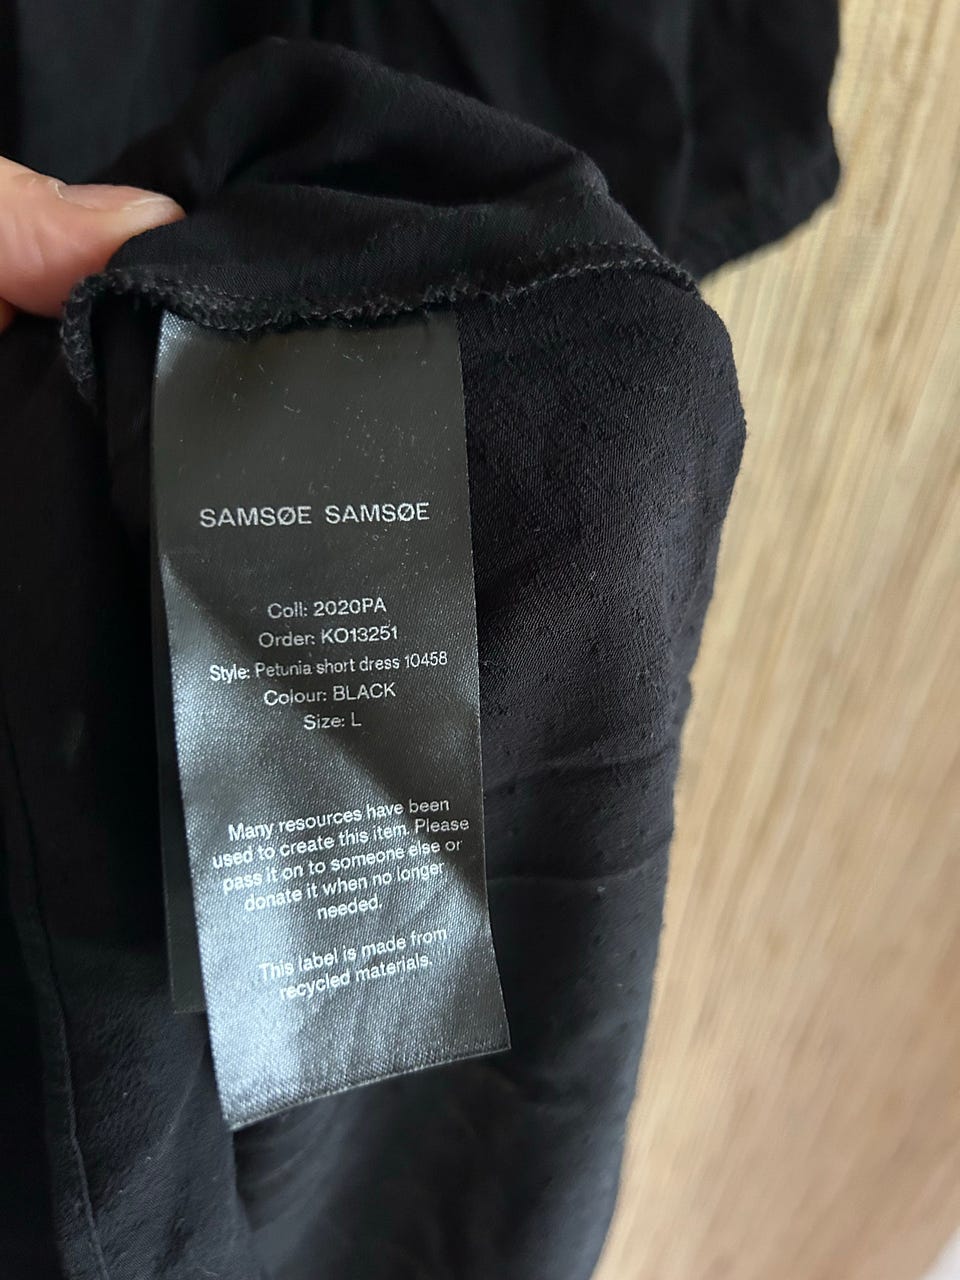 SAMSØE SAMSØE
Coll: 2020PA
Order: KO13251
Style: Petunia short dress 10458
Colour: BLACK
Size: L
Many resources have been
used to create this item. Please
pass it on to someone else or
donate it when no longer
needed.
This label is made from
recycled materials.